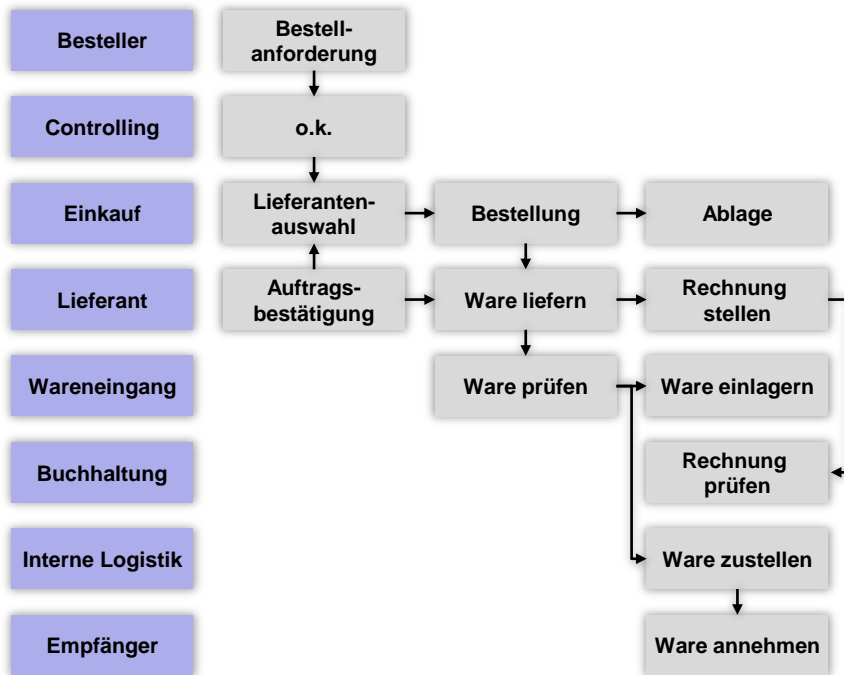 Besteller
Bestell-
anforderung
Controlling
o.k.
Einkauf
Lieferanten-
auswahl
Bestellung
Ablage
Lieferant
Auftrags-
bestätigung
Ware liefern
Rechnung
stellen
Wareneingang
Ware prüfen
Ware einlagern
Buchhaltung
Rechnung
prüfen
Interne Logistik
Ware zustellen
Empfänger
Ware annehmen